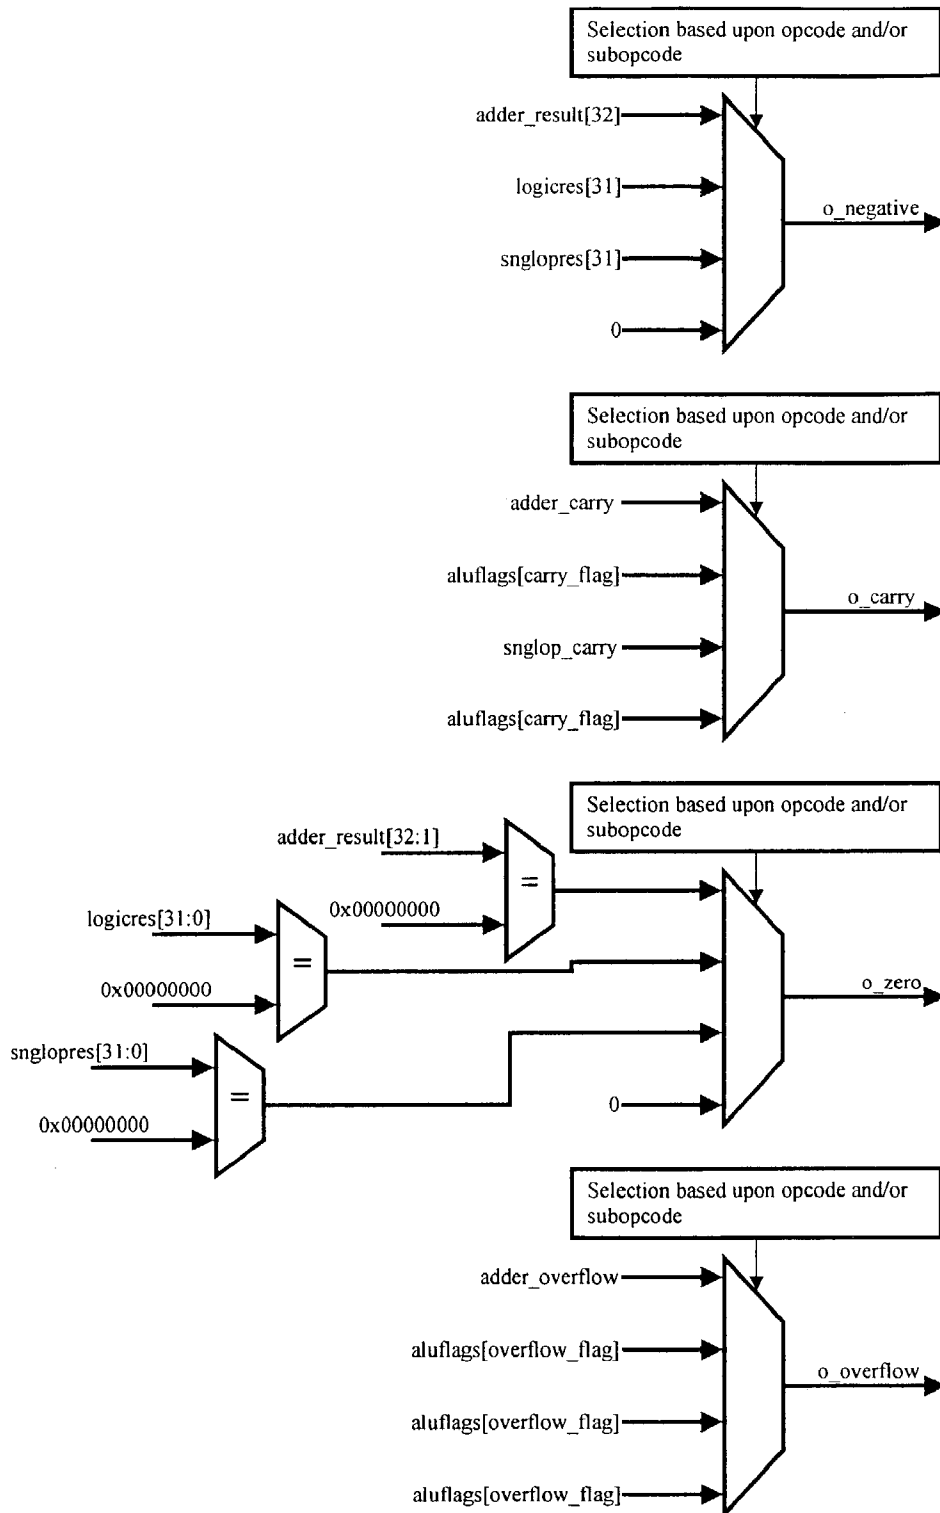 Selection based upon opcode and/or
subopcode
adder_result[32]
logicres[31]
o_negative
snglopres[31]
0
Selection based upon opcode and/or
subopcode
adder_carry
aluflags[carry_flag]
o_carry
snglop_carry
aluflags[carry_flag]
Selection based upon opcode and/or
subopcode
adder_result[32:1]
=
0x00000000
logicres[31:0]
=
0x00000000
o_zero
snglopres[31:0]
=
0x00000000
0
Selection based upon opcode and/or
subopcode
adder_overflow
aluflags[overflow_flag]
o_overflow
aluflags[overflow_flag]
aluflags[overflow_flag]